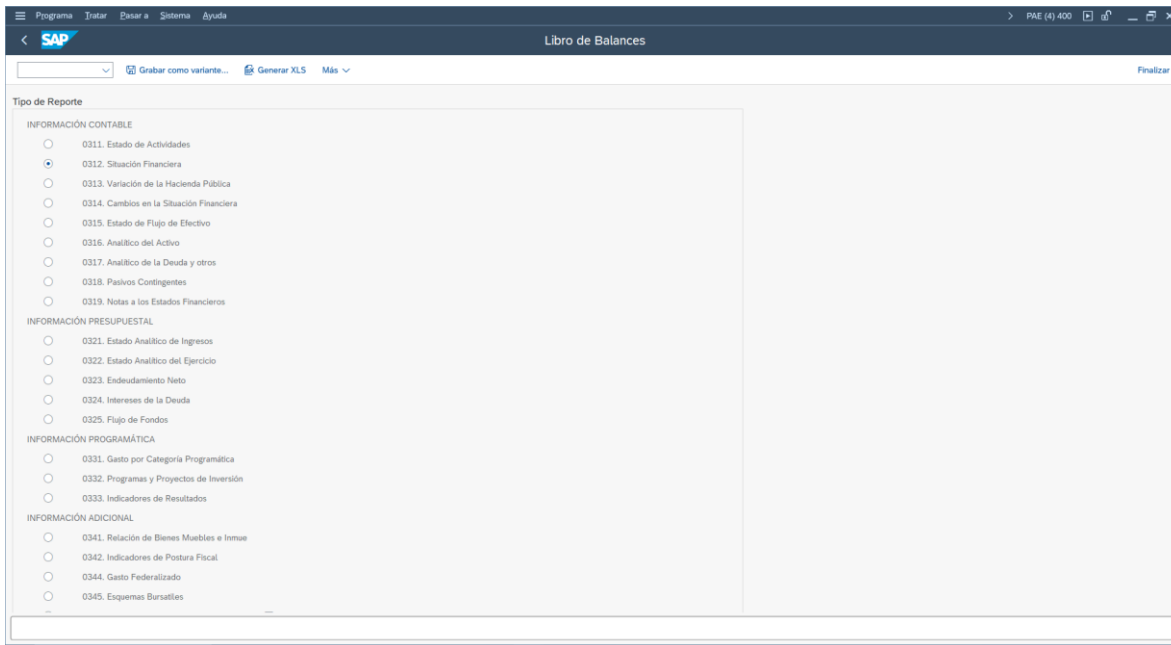 Programa Tratar Pasar a Sistema Ayuda PAE (4) 400
SAP Libro de Balances
Grabar como variante... Generar XLS Más Finalizar
Tipo de Reporte
INFORMACIÓN CONTABLE
0311. Estado de Actividades
0312. Situación Financiera
0313. Variación de la Hacienda Pública
0314. Cambios en la Situación Financiera
0315. Estado de Flujo de Efectivo
0316. Analítico del Activo
0317. Analítico de la Deuda y otros
0318. Pasivos Contingentes
0319. Notas a los Estados Financieros
INFORMACIÓN PRESUPUESTAL
0321. Estado Analítico de Ingresos
0322. Estado Analítico del Ejercicio
0323. Endeudamiento Neto
0324. Intereses de la Deuda
0325. Flujo de Fondos
INFORMACIÓN PROGRAMÁTICA
0331. Gasto por Categoría Programática
0332. Programas y Proyectos de Inversión
0333. Indicadores de Resultados
INFORMACIÓN ADICIONAL
0341. Relación de Bienes Muebles e Inmue
0342. Indicadores de Postura Fiscal
0344. Gasto Federalizado
0345. Esquemas Bursatiles